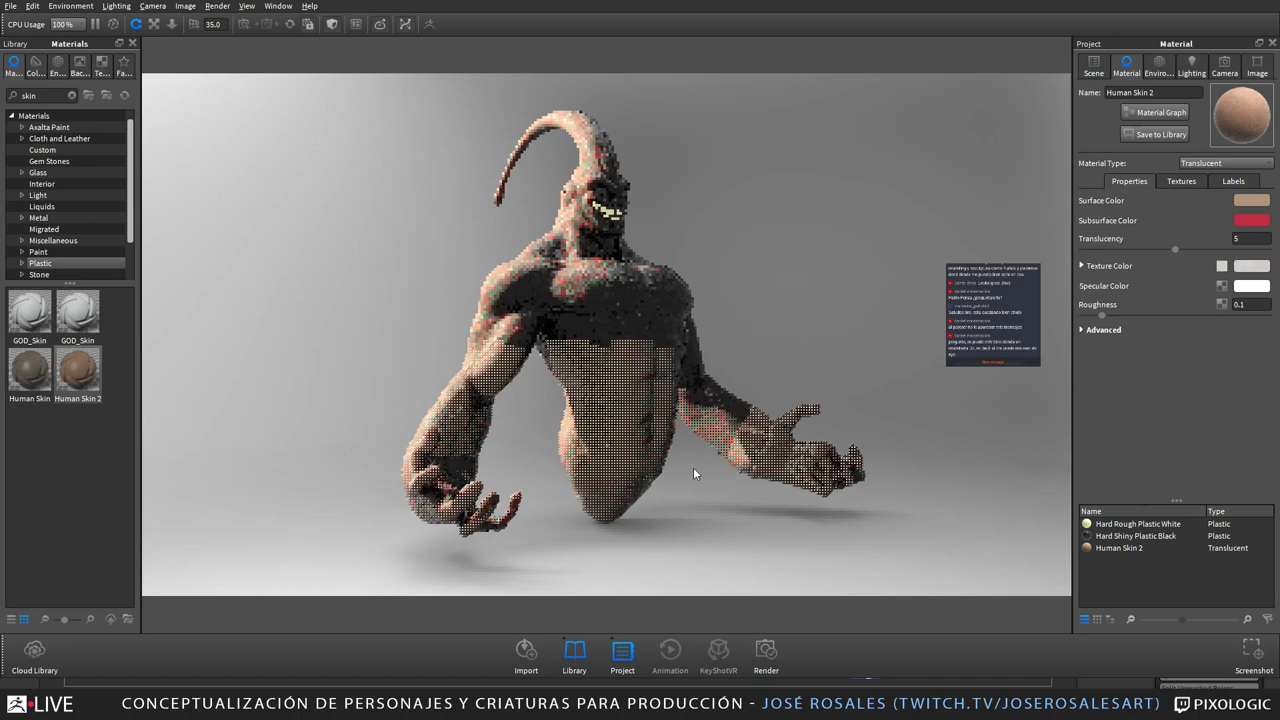 File Edit Environment Lighting Camera Image Render View Window Help
CPU Usage 100 % 35.0
Library Materials
Ma... Col... En... Bac... Te... Fa...
skin
Materials
Axalta Paint
Cloth and Leather
Custom
Gem Stones
Glass
Interior
Light
Liquids
Metal
Migrated
Miscellaneous
Paint
Plastic
Stone
GOD_Skin GOD_Skin
Human Skin Human Skin 2
Cloud Library
Import Library Project Animation KeyShotVR Render
Screenshot
Project Material
Scene Material Enviro... Lighting Camera Image
Name: Human Skin 2
Material Graph
Save to Library
Material Type: Translucent
Properties Textures Labels
Surface Color
Subsurface Color
Translucency 5
Texture Color
Specular Color
Roughness 0.1
Advanced
Name Type
Hard Rough Plastic White Plastic
Hard Shiny Plastic Black Plastic
Human Skin 2 Translucent
LIVE CONCEPTUALIZACIÓN DE PERSONAJES Y CRIATURAS PARA PRODUCCIÓN - JOSÉ ROSALES (TWITCH.TV/JOSEROSALESART) PIXOLOGIC